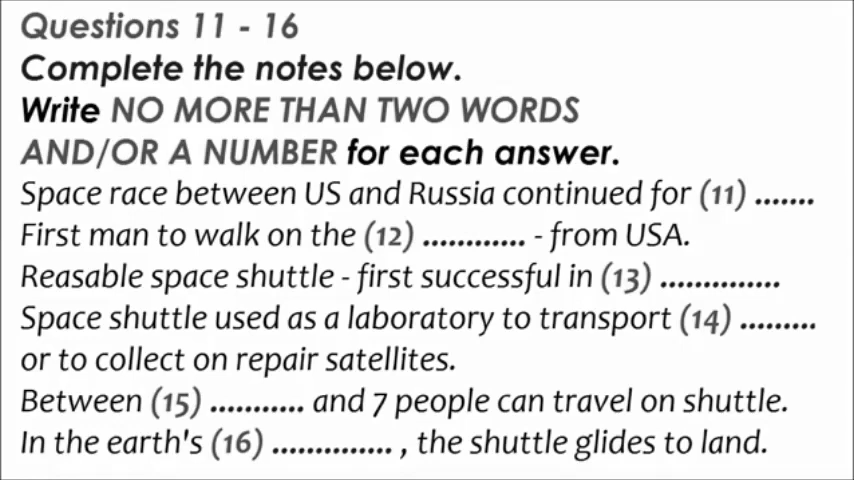 Questions 11 - 16
Complete the notes below.
Write NO MORE THAN TWO WORDS
AND/OR A NUMBER for each answer.
Space race between US and Russia continued for (11) .......
First man to walk on the (12) ............ - from USA.
Reasable space shuttle - first successful in (13) ..............
Space shuttle used as a laboratory to transport (14) .........
or to collect on repair satellites.
Between (15) ........... and 7 people can travel on shuttle.
In the earth's (16) .............. , the shuttle glides to land.